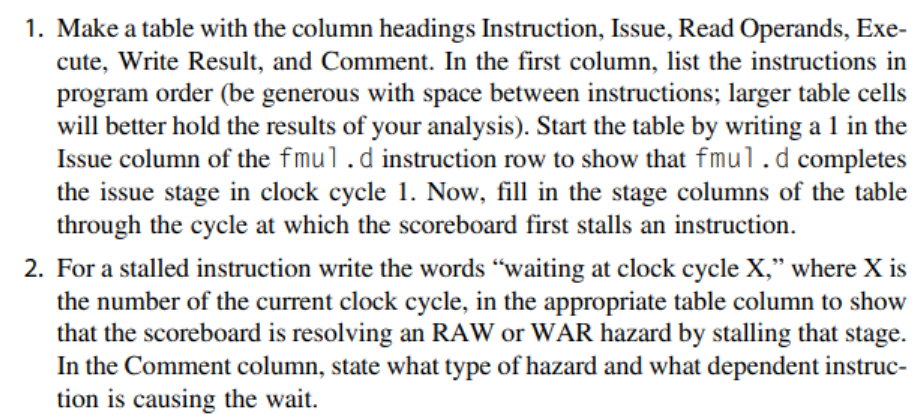 1. Make a table with the column headings Instruction, Issue, Read Operands, Exe-
cute, Write Result, and Comment. In the first column, list the instructions in
program order (be generous with space between instructions; larger table cells
will better hold the results of your analysis). Start the table by writing a 1 in the
Issue column of the fmul.d instruction row to show that fmul.d completes
the issue stage in clock cycle 1. Now, fill in the stage columns of the table
through the cycle at which the scoreboard first stalls an instruction.
2. For a stalled instruction write the words “waiting at clock cycle X,” where X is
the number of the current clock cycle, in the appropriate table column to show
that the scoreboard is resolving an RAW or WAR hazard by stalling that stage.
In the Comment column, state what type of hazard and what dependent instruc-
tion is causing the wait.